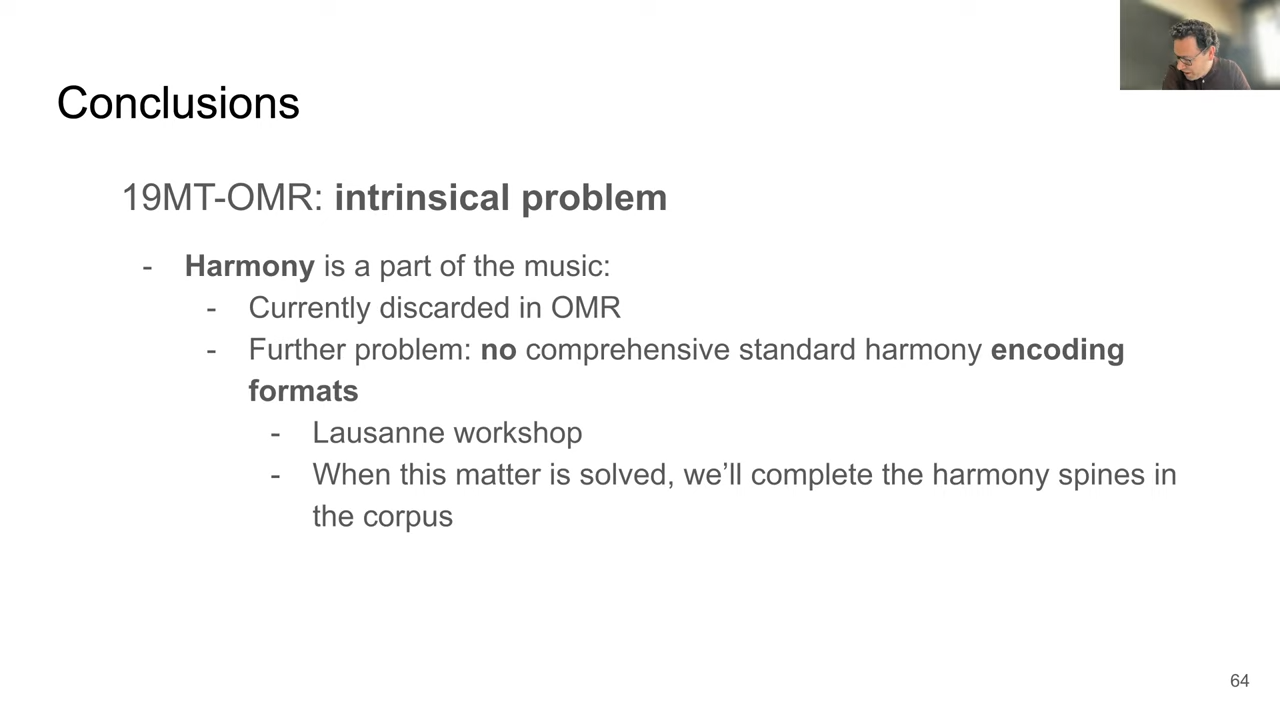 Conclusions
19MT-OMR: intrinsical problem
- Harmony is a part of the music:
- Currently discarded in OMR
- Further problem: no comprehensive standard harmony encoding
formats
- Lausanne workshop
- When this matter is solved, we’ll complete the harmony spines in
the corpus
64